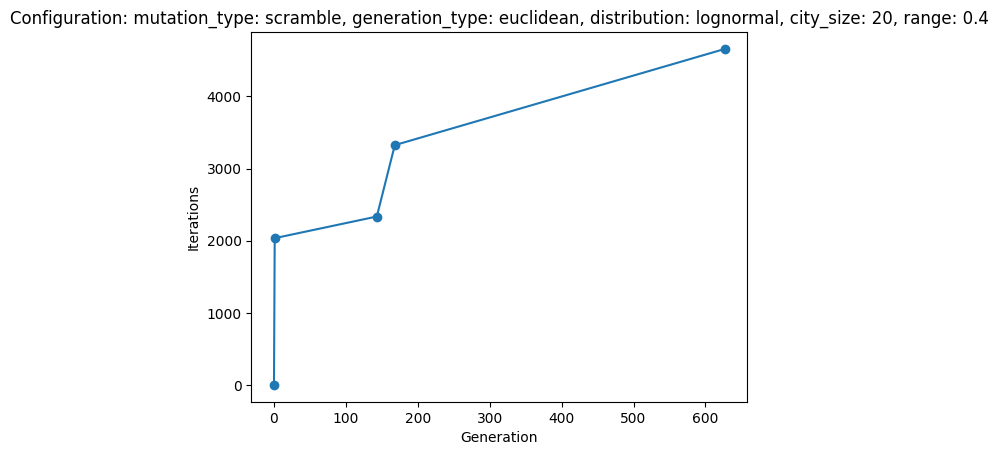 Configuration: mutation_type: scramble, generation_type: euclidean, distribution: lognormal, city_size: 20, range: 0.4
4000
3000
2000
1000
0
Iterations
0 100 200 300 400 500 600
Generation